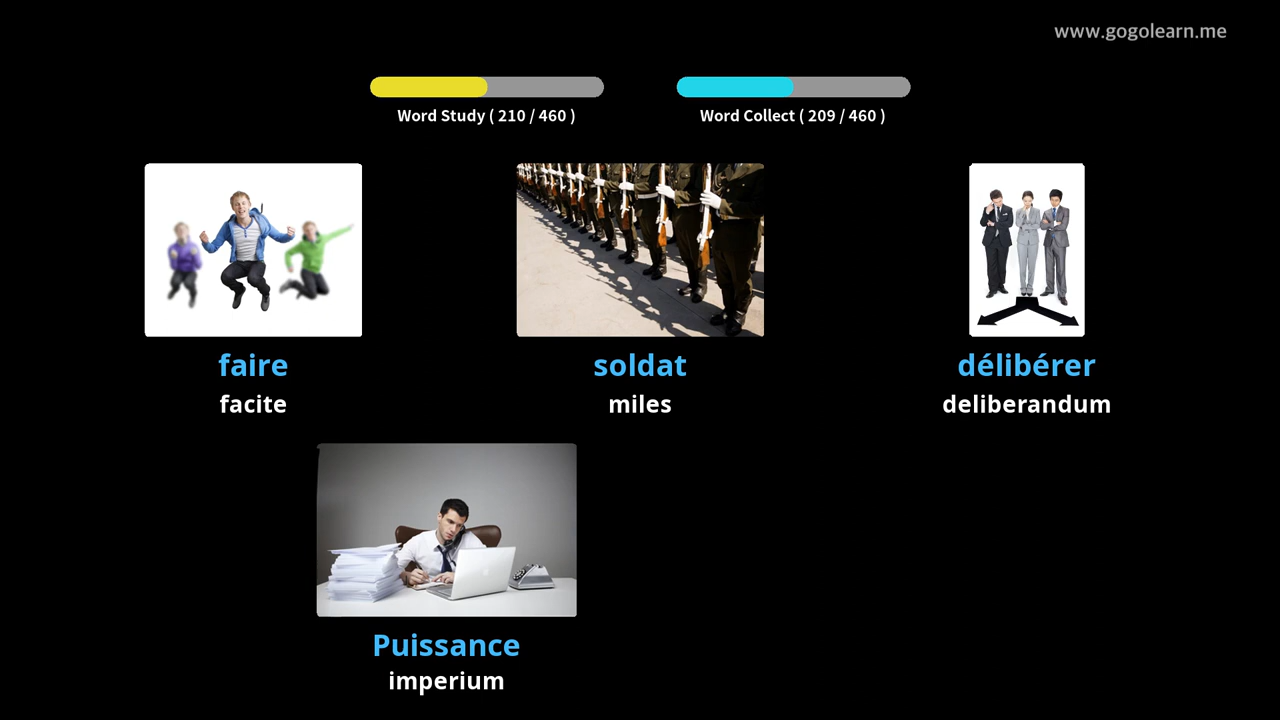 www.gogolearn.me
Word Study ( 210 / 460 )
Word Collect ( 209 / 460 )
faire
facite
soldat
miles
délibérer
deliberandum
Puissance
imperium